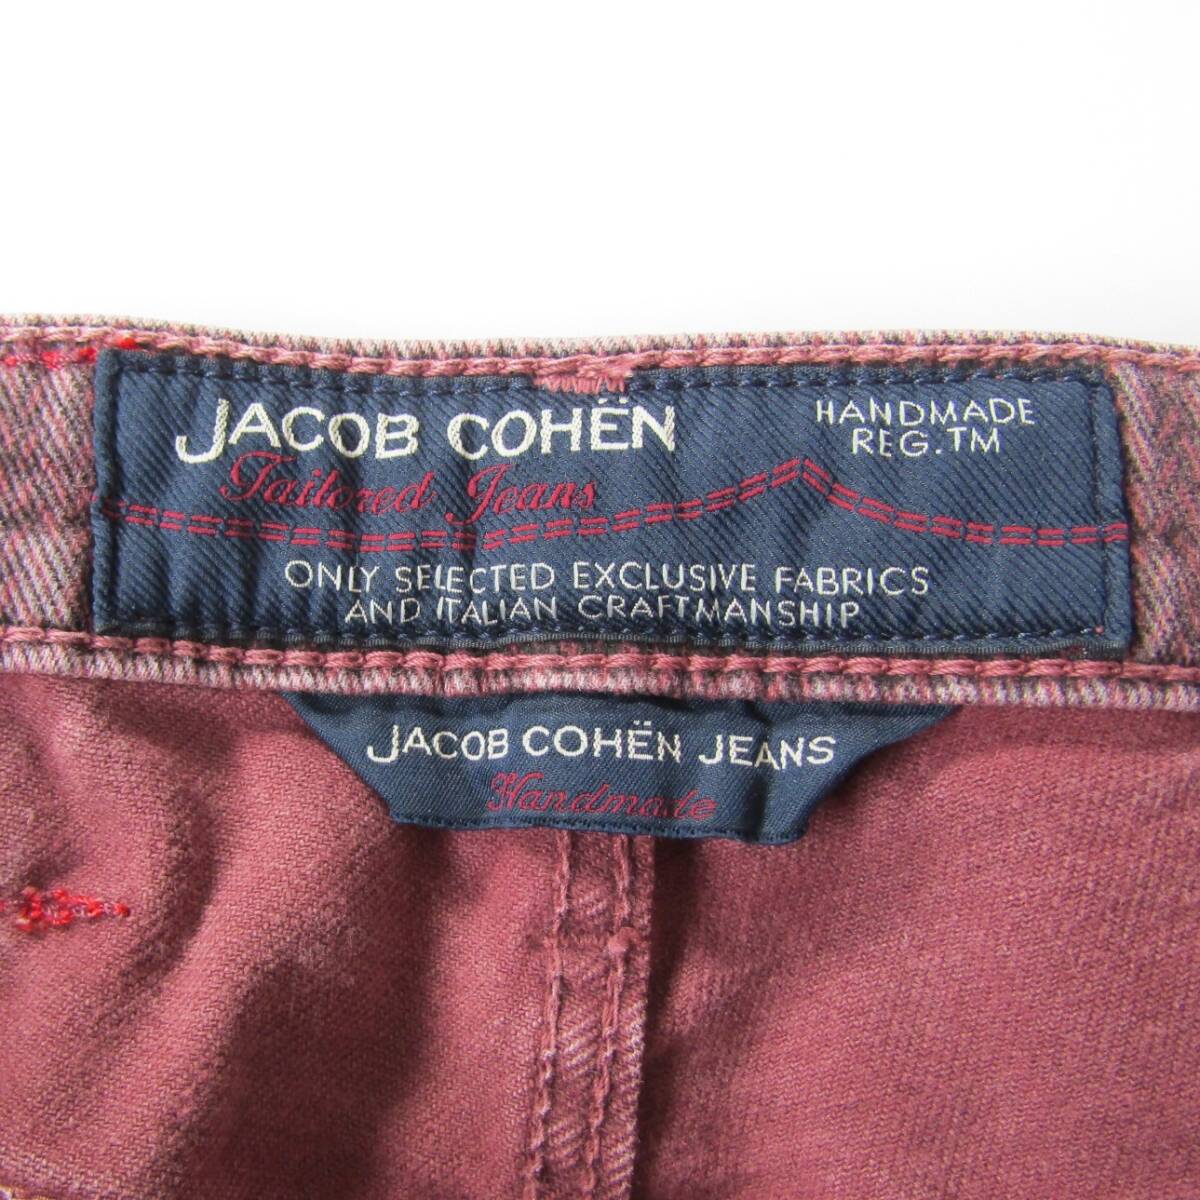 JACOB COHËN
HANDMADE
REG. TM
Tailored Jeans
ONLY SELECTED EXCLUSIVE FABRICS
AND ITALIAN CRAFTMANSHIP
JACOB COHËN JEANS
Handmade